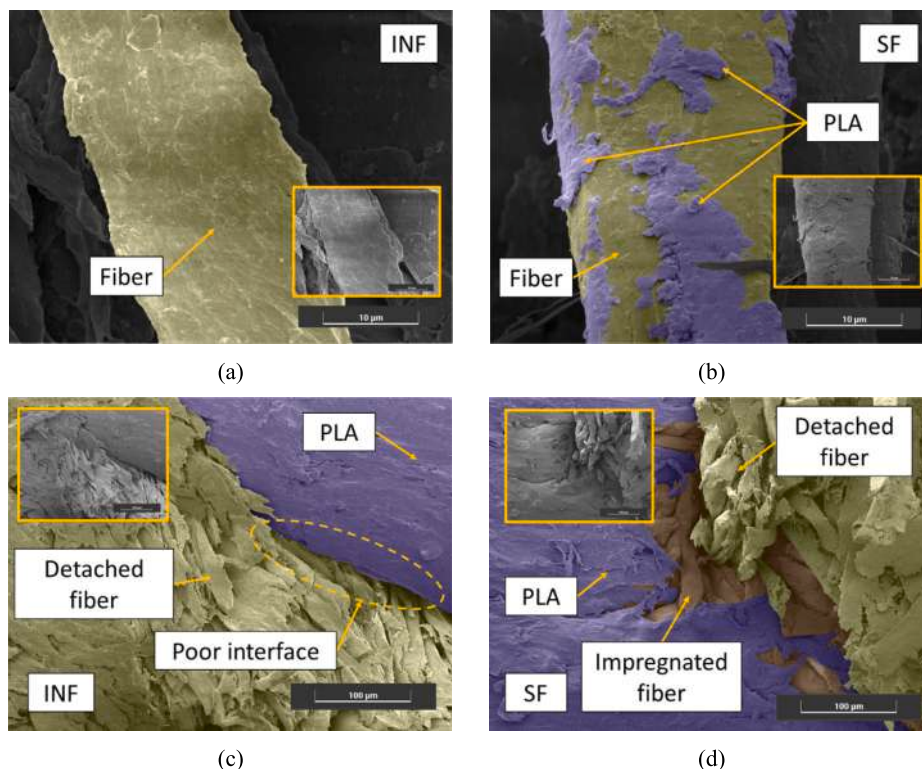 INF
Fiber
10 µm
(a)
SF
PLA
Fiber
10 µm
(b)
PLA
Detached
fiber
Poor interface
INF
100 µm
(c)
Detached
fiber
PLA
Impregnated
fiber
SF
100 µm
(d)